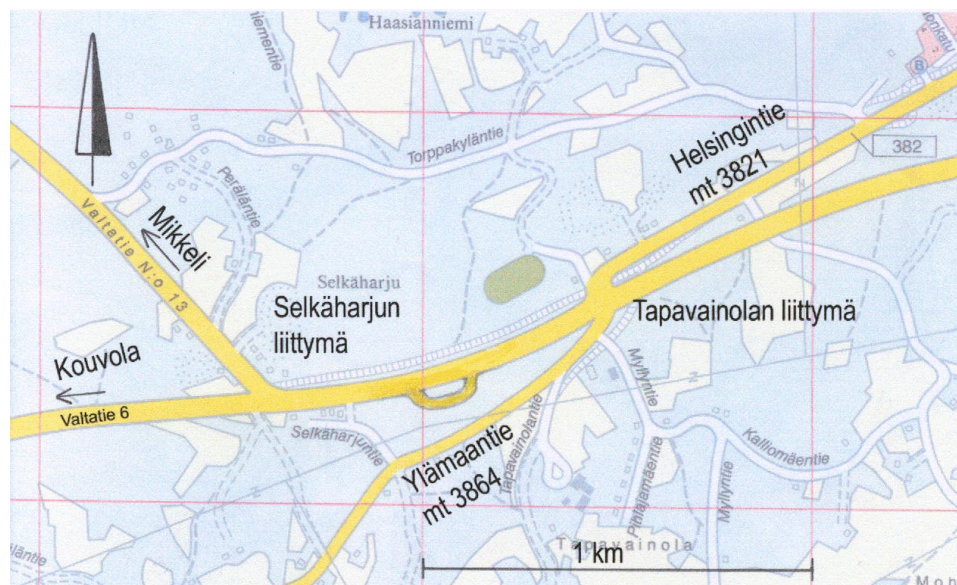 Haasianniemi
Helsingintie
mt 3821
382
B
Torppakyläntie
Peräläntie
Mikkeli
Valtatie N:o 13
Selkäharju
Selkäharjun
liittymä
Tapavainolan liittymä
Kouvola
Valtatie 6
Selkäharjuntie
Ylämaantie
mt 3864
Tapavainolantie
Myllyntie
Kalliomäentie
Pihlajamäentie
Myllyntie
Tapavainola
1 km